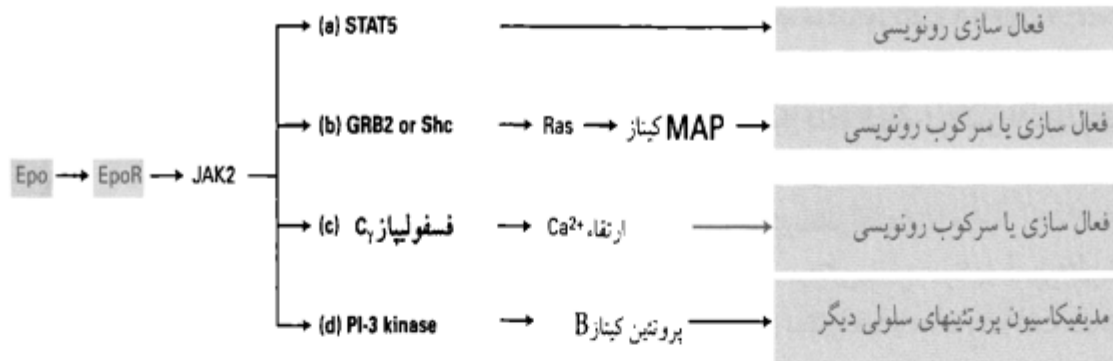 (a) STAT5 فعال سازی رونویسی
(b) GRB2 or Shc Ras کیناز MAP فعال سازی یا سرکوب رونویسی
Epo EpoR JAK2
(c) فسفولیپاز Cγ ارتقاء Ca²⁺ فعال سازی یا سرکوب رونویسی
(d) PI-3 kinase پروتئین کیناز B مدیفیکاسیون پروتئینهای سلولی دیگر